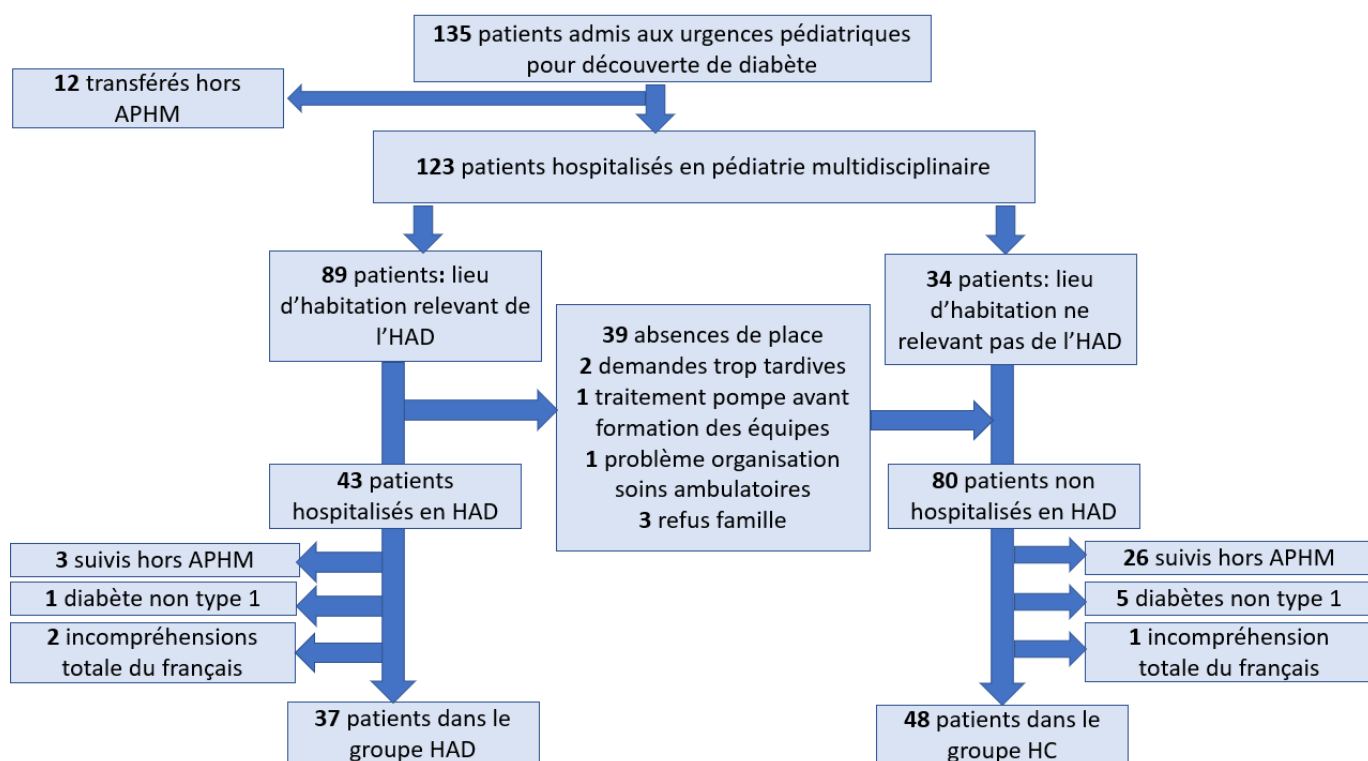 135 patients admis aux urgences pédiatriques
pour découverte de diabète
12 transférés hors
APHM
123 patients hospitalisés en pédiatrie multidisciplinaire
89 patients: lieu
d’habitation relevant de
l’HAD
34 patients: lieu
d’habitation ne
relevant pas de l’HAD
39 absences de place
2 demandes trop tardives
1 traitement pompe avant
formation des équipes
1 problème organisation
soins ambulatoires
3 refus famille
43 patients
hospitalisés en HAD
80 patients non
hospitalisés en HAD
3 suivis hors APHM
1 diabète non type 1
2 incompréhensions
totale du français
26 suivis hors APHM
5 diabètes non type 1
1 incompréhension
totale du français
37 patients dans le
groupe HAD
48 patients dans le
groupe HC